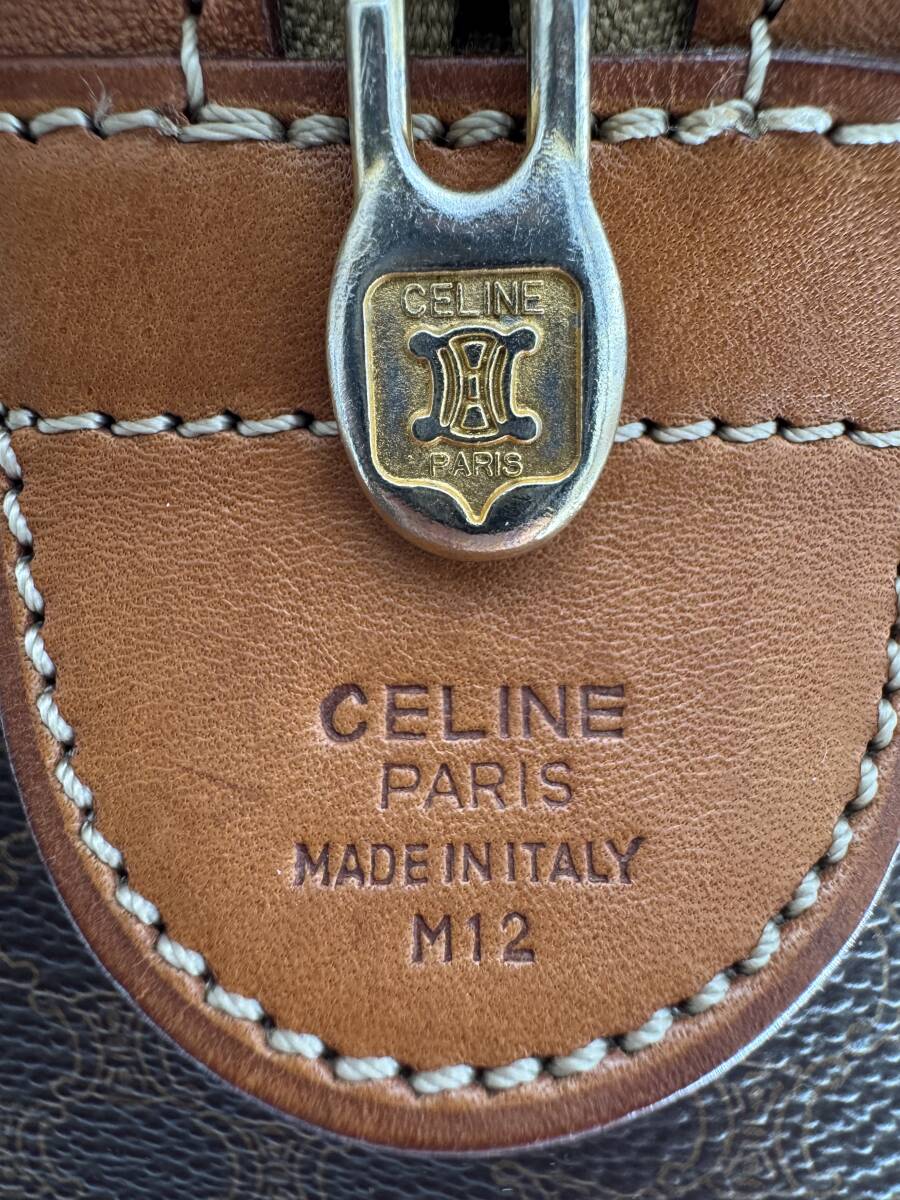 CELINE
PARIS
CELINE
PARIS
MADE IN ITALY
M12